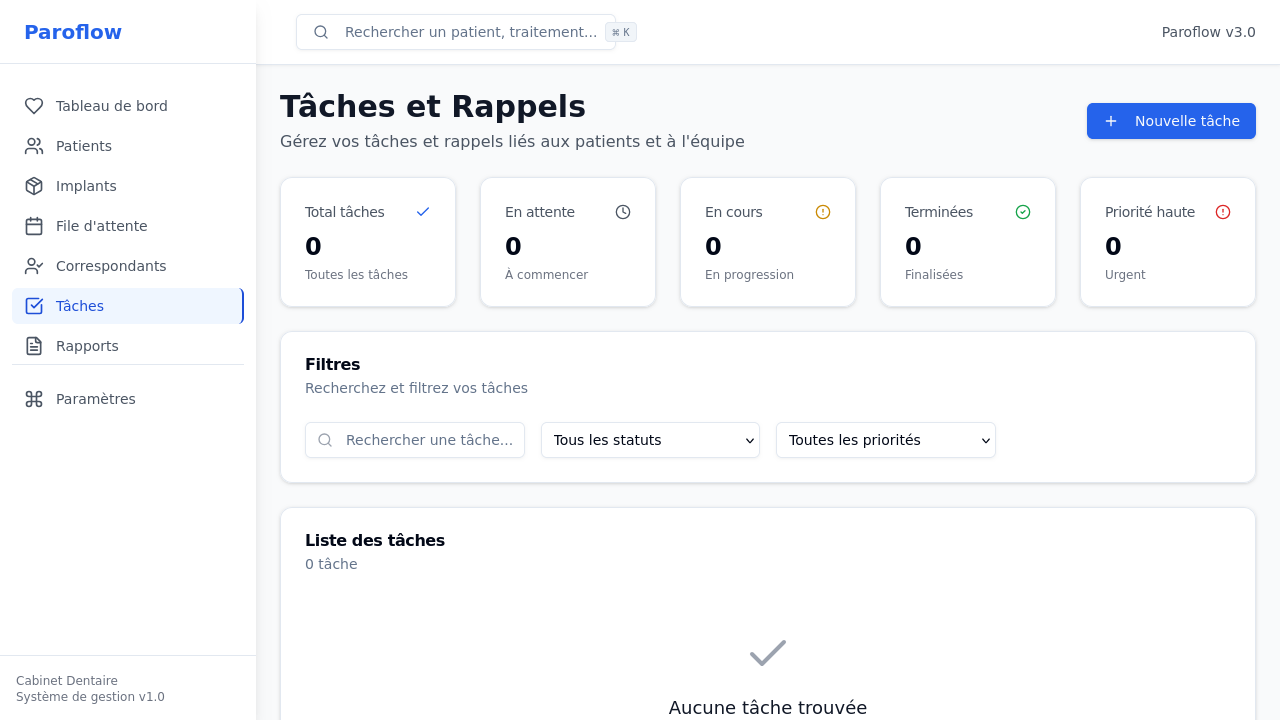 Paroflow
Rechercher un patient, traitement...
⌘ K
Paroflow v3.0
Tableau de bord
Patients
Implants
File d'attente
Correspondants
Tâches
Rapports
Paramètres
Cabinet Dentaire
Système de gestion v1.0
Tâches et Rappels
Gérez vos tâches et rappels liés aux patients et à l'équipe
Nouvelle tâche
Total tâches
0
Toutes les tâches
En attente
0
À commencer
En cours
0
En progression
Terminées
0
Finalisées
Priorité haute
0
Urgent
Filtres
Recherchez et filtrez vos tâches
Rechercher une tâche...
Tous les statuts
Toutes les priorités
Liste des tâches
0 tâche
Aucune tâche trouvée